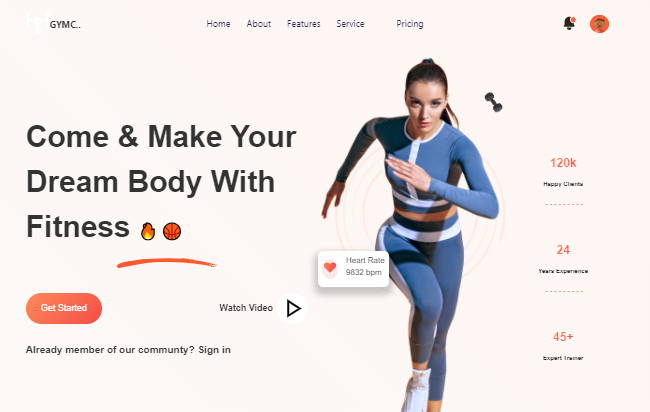 GYMC..
Home About Features Service Pricing
Come & Make Your
Dream Body With
Fitness
120k
Happy Clients
24
Years Experience
Heart Rate
9832 bpm
Get Started
Watch Video
45+
Expert Trainer
Already member of our communty? Sign in